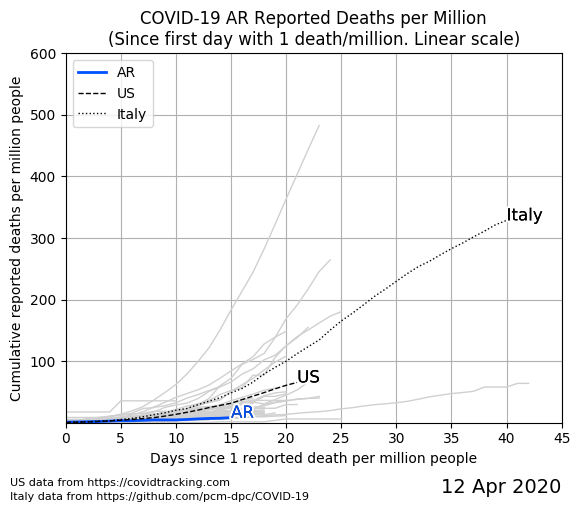 COVID-19 AR Reported Deaths per Million
(Since first day with 1 death/million. Linear scale)
Cumulative reported deaths per million people
600
500
400
300
200
100
AR
US
Italy
Italy
US
AR
0 5 10 15 20 25 30 35 40 45
Days since 1 reported death per million people
US data from https://covidtracking.com
Italy data from https://github.com/pcm-dpc/COVID-19
12 Apr 2020